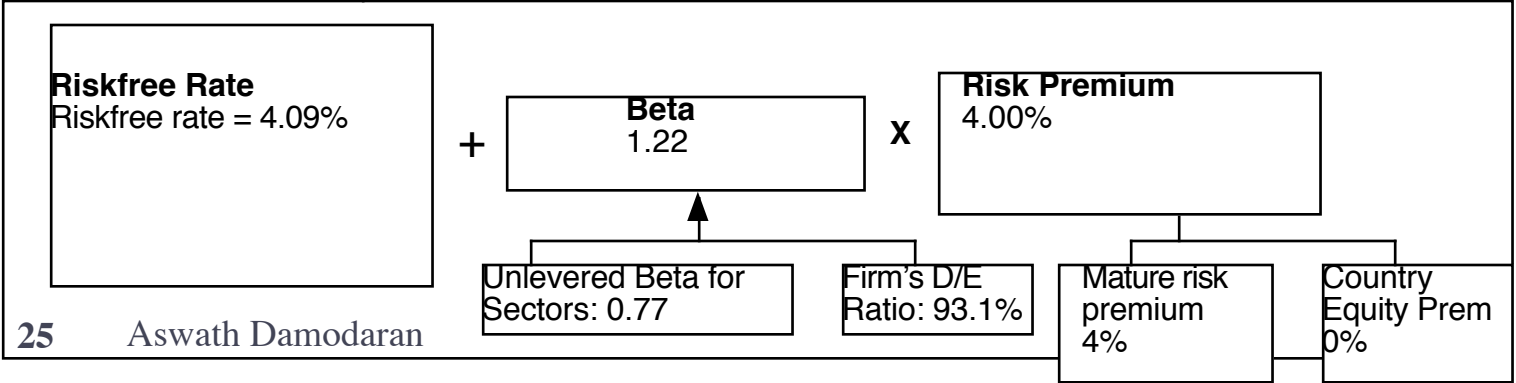 Riskfree Rate
Riskfree rate = 4.09%
+
Beta
1.22
X
Risk Premium
4.00%
Unlevered Beta for
Sectors: 0.77
Firm's D/E
Ratio: 93.1%
Mature risk
premium
4%
Country
Equity Prem
0%
25 Aswath Damodaran